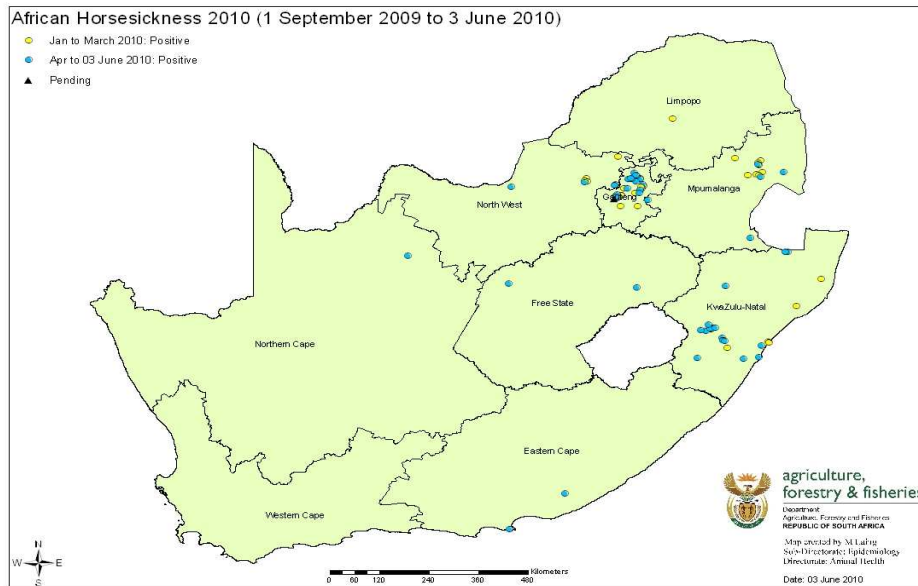 African Horsesickness 2010 (1 September 2009 to 3 June 2010)
Jan to March 2010: Positive
Apr to 03 June 2010: Positive
Pending
Limpopo
Mpumalanga
North West
Gauteng
Free State
KwaZulu-Natal
Northern Cape
Eastern Cape
Western Cape
N
W E
S
Kilometers
0 30 60 120 240 360 480
agriculture,
forestry & fisheries
Department
Agriculture, Forestry and Fisheries
REPUBLIC OF SOUTH AFRICA
Map created by M Laing
Sub-Directorate: Epidemiology
Directorate: Animal Health
Date: 03 June 2010